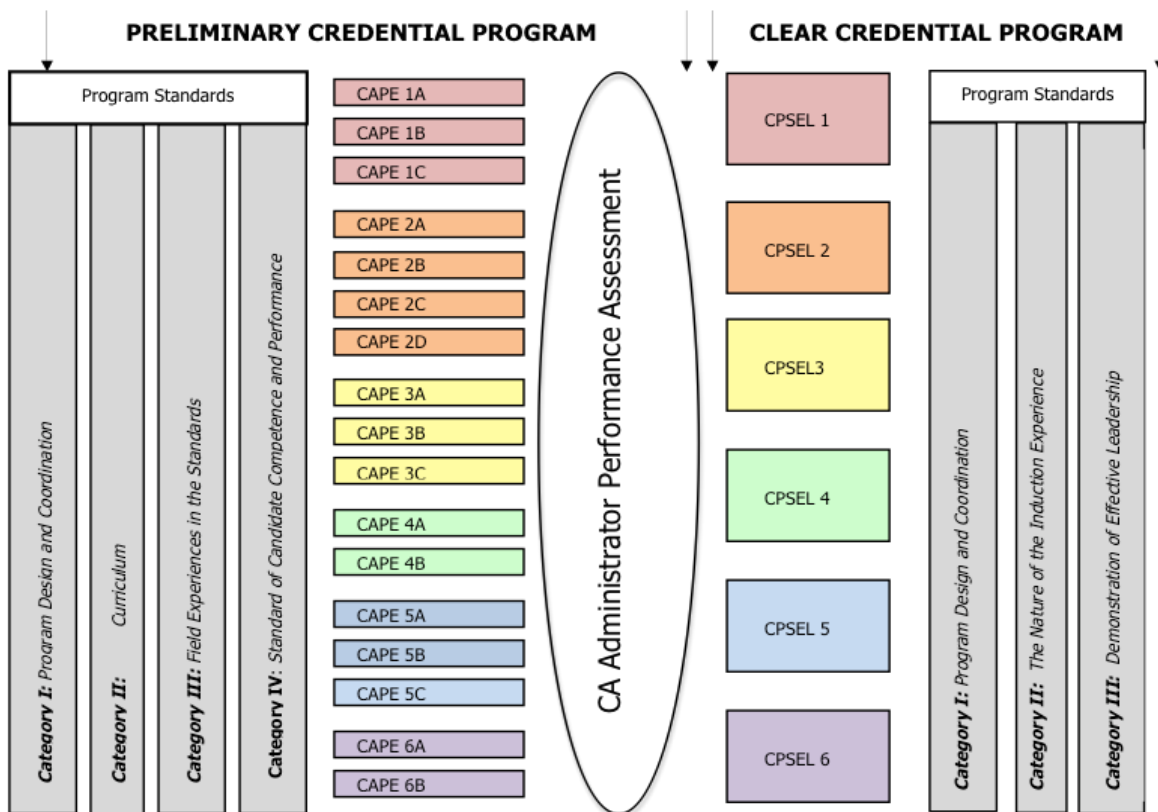 PRELIMINARY CREDENTIAL PROGRAM
CLEAR CREDENTIAL PROGRAM
Program Standards
Category I: Program Design and Coordination
Category II: Curriculum
Category III: Field Experiences in the Standards
Category IV: Standard of Candidate Competence and Performance
CAPE 1A
CAPE 1B
CAPE 1C
CAPE 2A
CAPE 2B
CAPE 2C
CAPE 2D
CAPE 3A
CAPE 3B
CAPE 3C
CAPE 4A
CAPE 4B
CAPE 5A
CAPE 5B
CAPE 5C
CAPE 6A
CAPE 6B
CA Administrator Performance Assessment
CPSEL 1
CPSEL 2
CPSEL3
CPSEL 4
CPSEL 5
CPSEL 6
Program Standards
Category I: Program Design and Coordination
Category II: The Nature of the Induction Experience
Category III: Demonstration of Effective Leadership